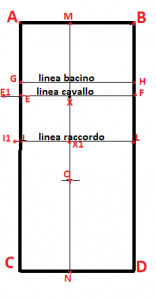 A M B
G linea bacino H
E1 E linea cavallo F
X
I1 I linea raccordo L
X1
O
C N D